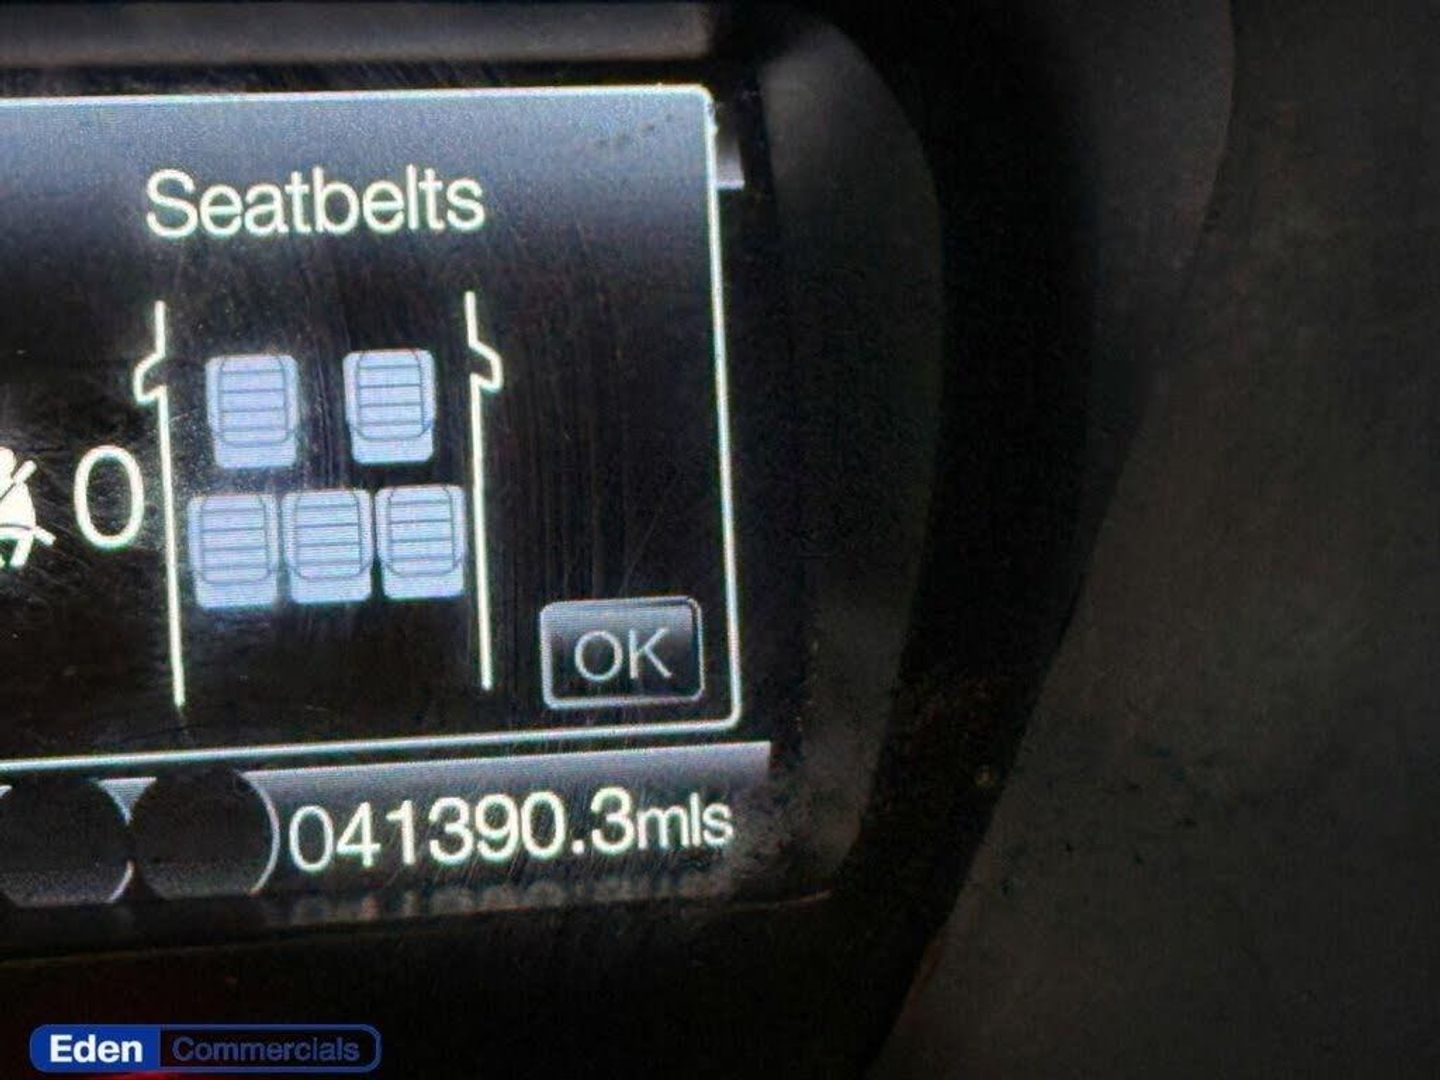 Seatbelts
0
OK
041390.3mls
Eden Commercials